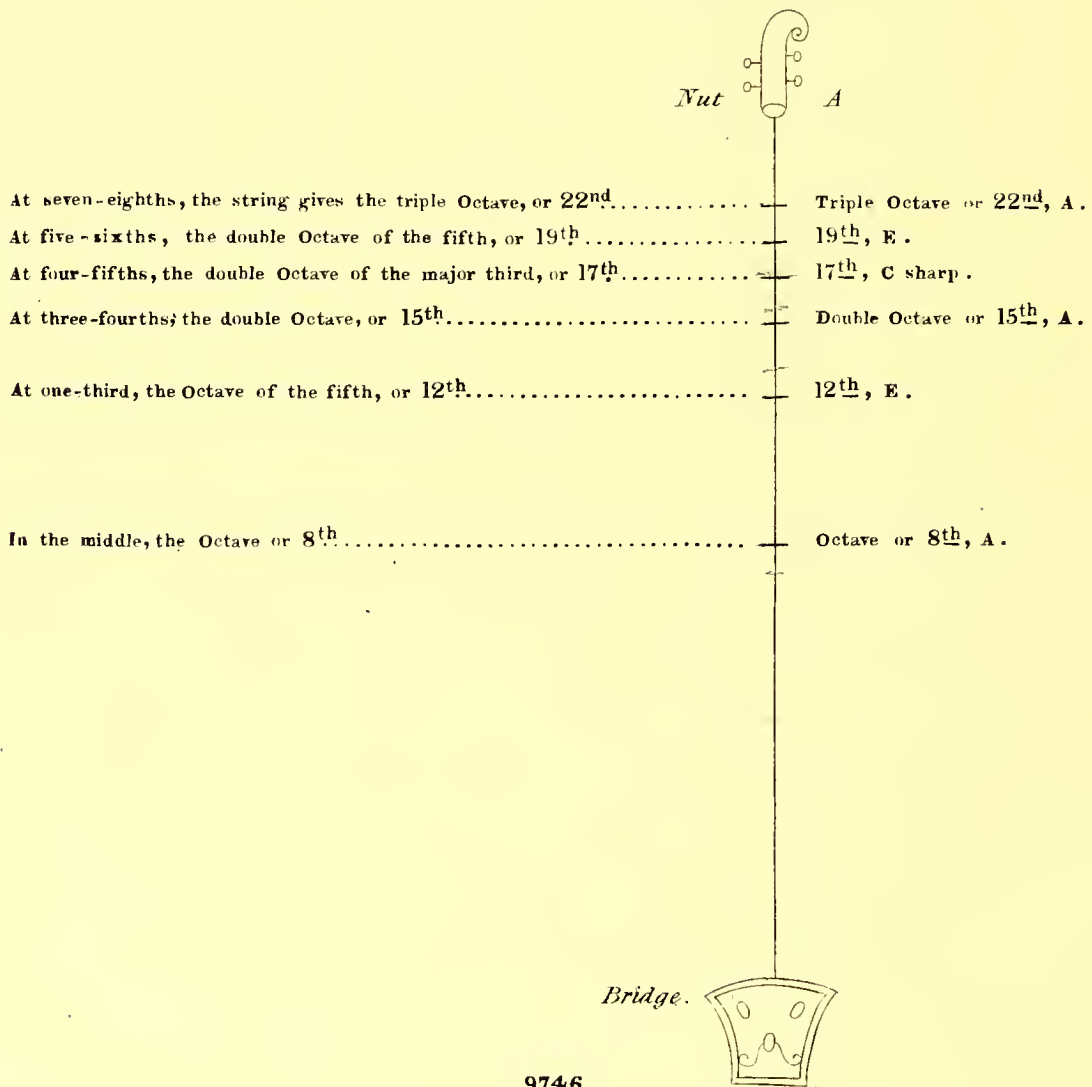 Nut A
At seven-eighths, the string gives the triple Octave, or 22nd.............. Triple Octave or 22nd, A.
At five-sixths, the double Octave of the fifth, or 19th................. 19th, E.
At four-fifths, the double Octave of the major third, or 17th............. 17th, C sharp.
At three-fourths; the double Octave, or 15th.............................. Double Octave or 15th, A.
At one-third, the Octave of the fifth, or 12th............................ 12th, E.
In the middle, the Octave or 8th........................................ Octave or 8th, A.
Bridge.
9746